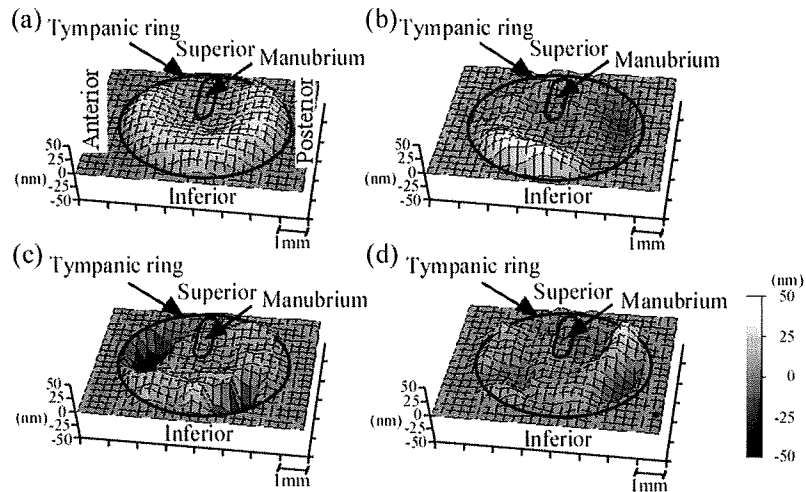 (a)
Tympanic ring
Superior
Manubrium
Anterior
Posterior
50
25
(nm) 0
-25
-50
Inferior
1mm
(b)
Tympanic ring
Superior
Manubrium
50
25
(nm) 0
-25
-50
Inferior
1mm
(c)
Tympanic ring
Superior
Manubrium
50
25
(nm) 0
-25
-50
Inferior
1mm
(d)
Tympanic ring
Superior
Manubrium
50
25
(nm) 0
-25
-50
Inferior
1mm
(nm)
50
25
0
-25
-50